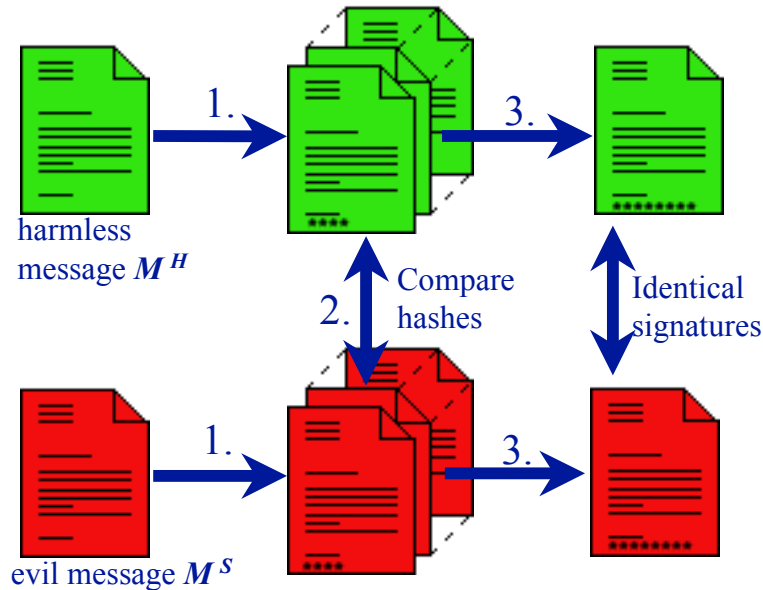 1.
3.
harmless
message M^H
2.
Compare
hashes
Identical
signatures
1.
3.
evil message M^S
****
********
****
********